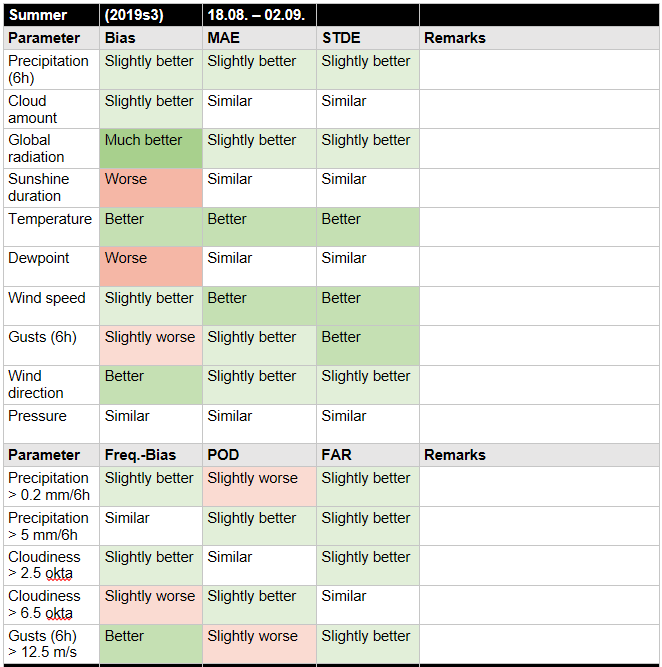 Summer (2019s3) 18.08. – 02.09.
Parameter Bias MAE STDE Remarks
Precipitation Slightly better Slightly better Slightly better
(6h)
Cloud Slightly better Similar Similar
amount
Global Much better Slightly better Slightly better
radiation
Sunshine Worse Similar Similar
duration
Temperature Better Better Better
Dewpoint Worse Similar Similar
Wind speed Slightly better Better Better
Gusts (6h) Slightly worse Slightly better Better
Wind Better Slightly better Slightly better
direction
Pressure Similar Similar Similar
Parameter Freq.-Bias POD FAR Remarks
Precipitation Slightly better Slightly worse Slightly better
> 0.2 mm/6h
Precipitation Similar Slightly better Slightly better
> 5 mm/6h
Cloudiness Slightly better Similar Slightly better
> 2.5 okta
Cloudiness Slightly worse Slightly better Similar
> 6.5 okta
Gusts (6h) Better Slightly worse Slightly better
> 12.5 m/s